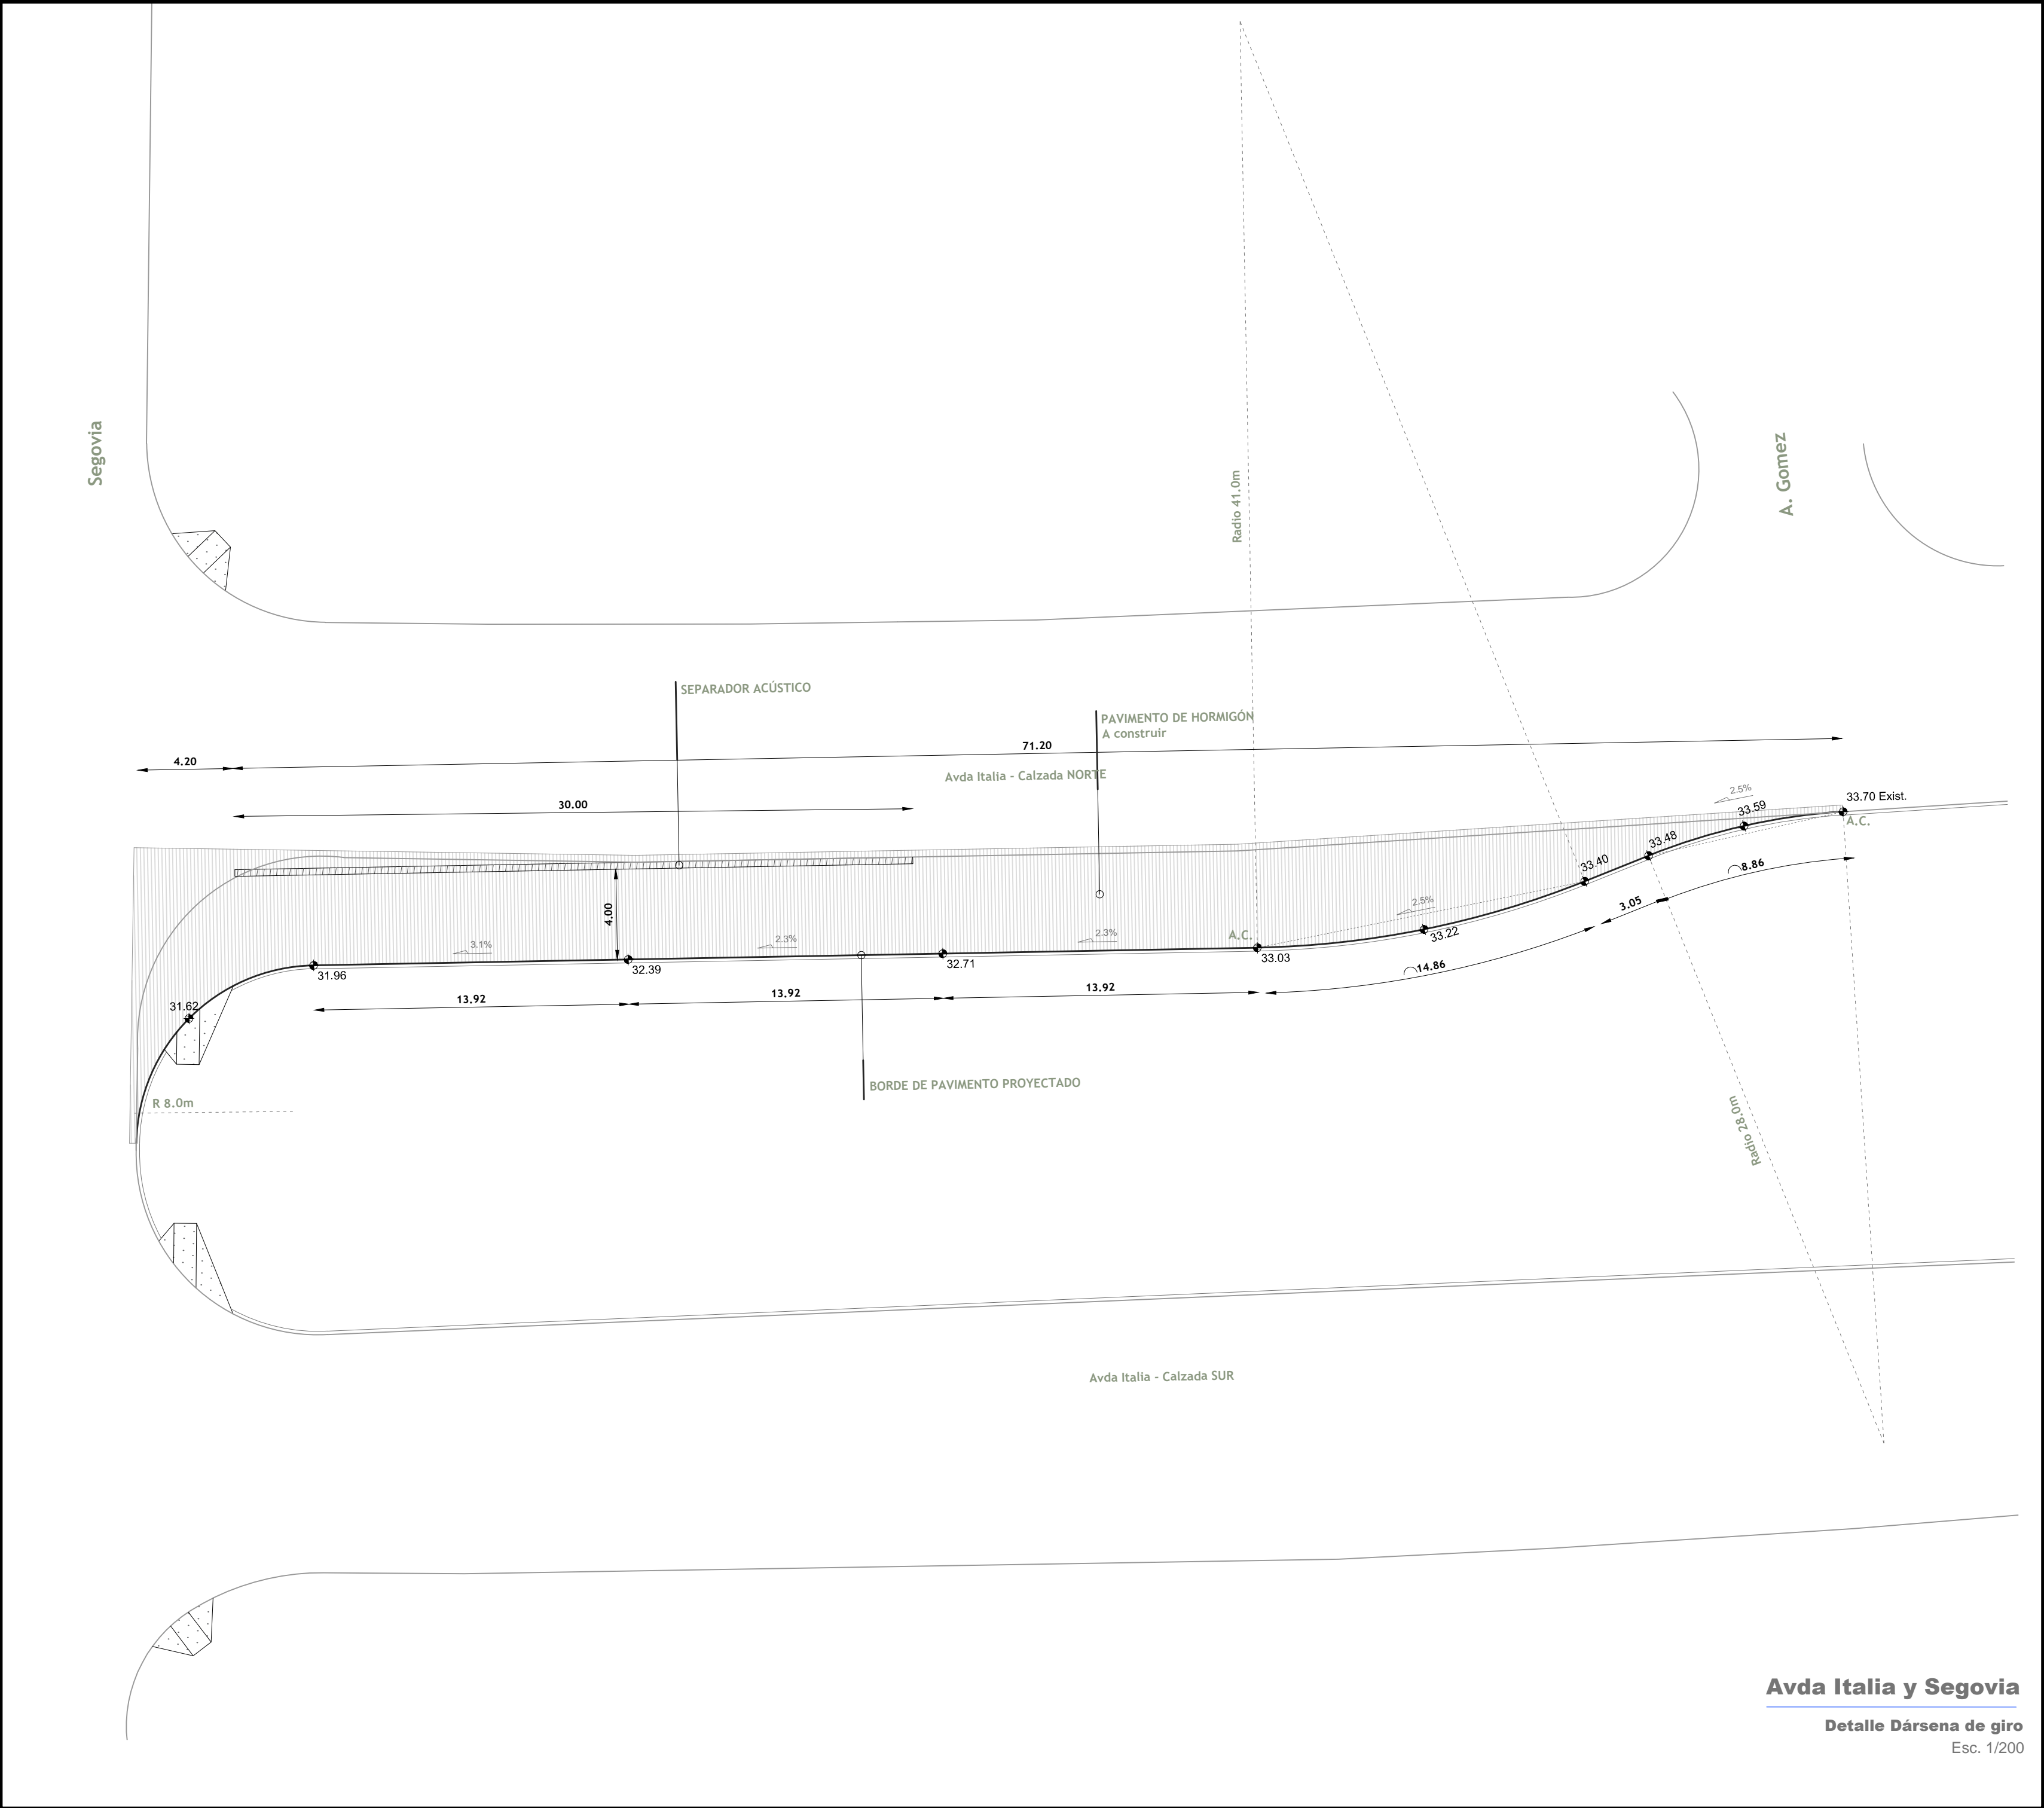 Segovia
A. Gomez
Radio 41.0m
SEPARADOR ACÚSTICO
PAVIMENTO DE HORMIGÓN
A construir
71.20
4.20
Avda Italia - Calzada NORTE
30.00
2.5%
33.70 Exist.
33.59
A.C.
33.48
33.40
8.86
3.05
2.5%
4.00
A.C.
33.22
3.1%
2.3%
2.3%
31.96
32.39
32.71
33.03
14.86
13.92
13.92
13.92
31.62
BORDE DE PAVIMENTO PROYECTADO
R 8.0m
Radio 28.0m
Avda Italia - Calzada SUR
Avda Italia y Segovia
Detalle Dársena de giro
Esc. 1/200